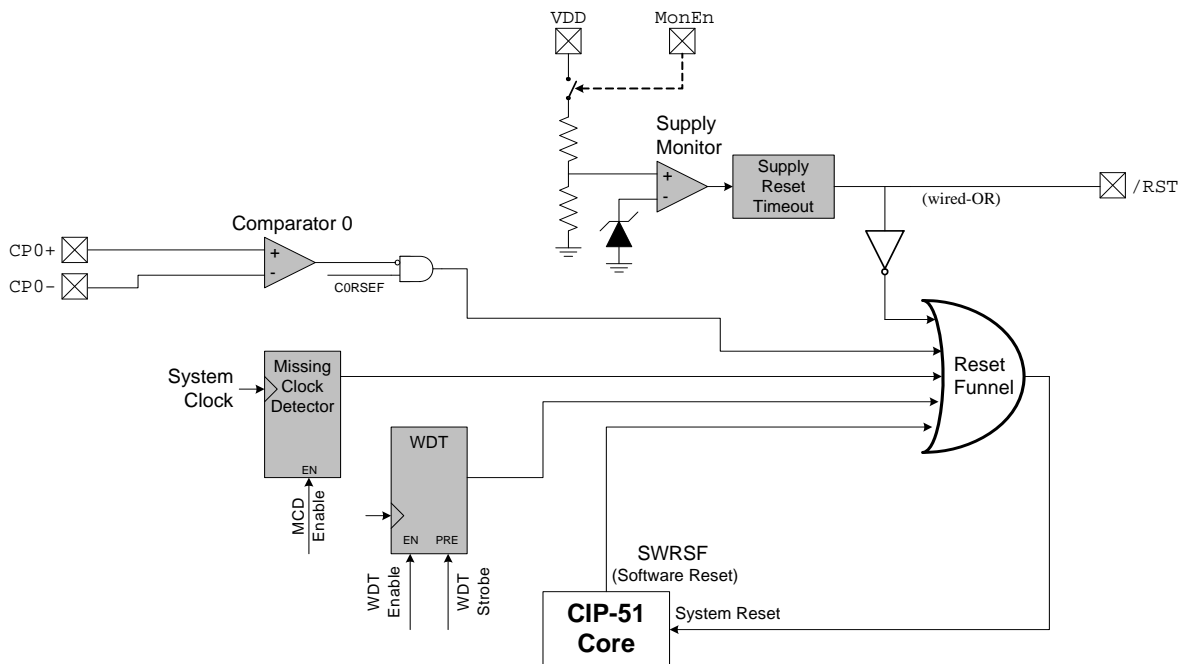 VDD
MonEn
Supply
Monitor
+
-
Supply
Reset
Timeout
(wired-OR)
/RST
Comparator 0
CP0+
CP0-
+
-
C0RSEF
System
Clock
Missing
Clock
Detector
EN
MCD
Enable
WDT
EN
PRE
WDT
Enable
WDT
Strobe
Reset
Funnel
SWRSF
(Software Reset)
CIP-51
Core
System Reset